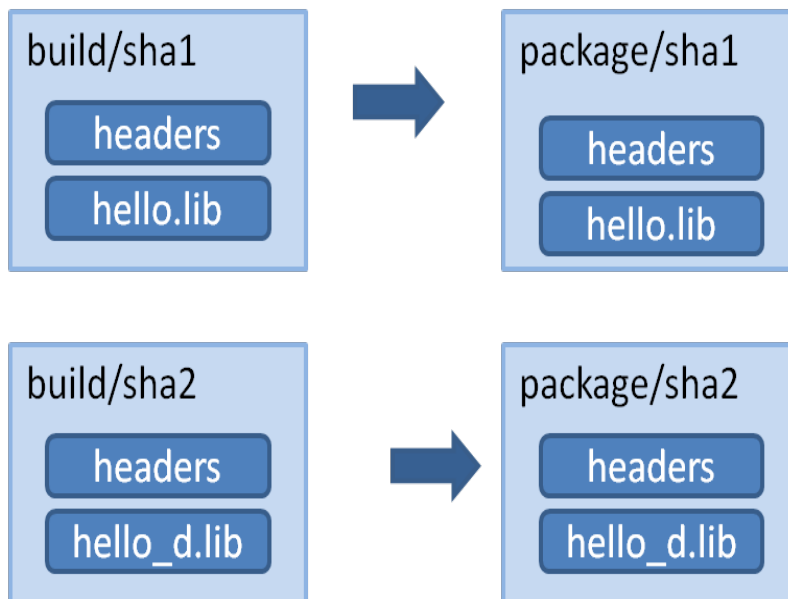 build/sha1
headers
hello.lib
package/sha1
headers
hello.lib
build/sha2
headers
hello_d.lib
package/sha2
headers
hello_d.lib